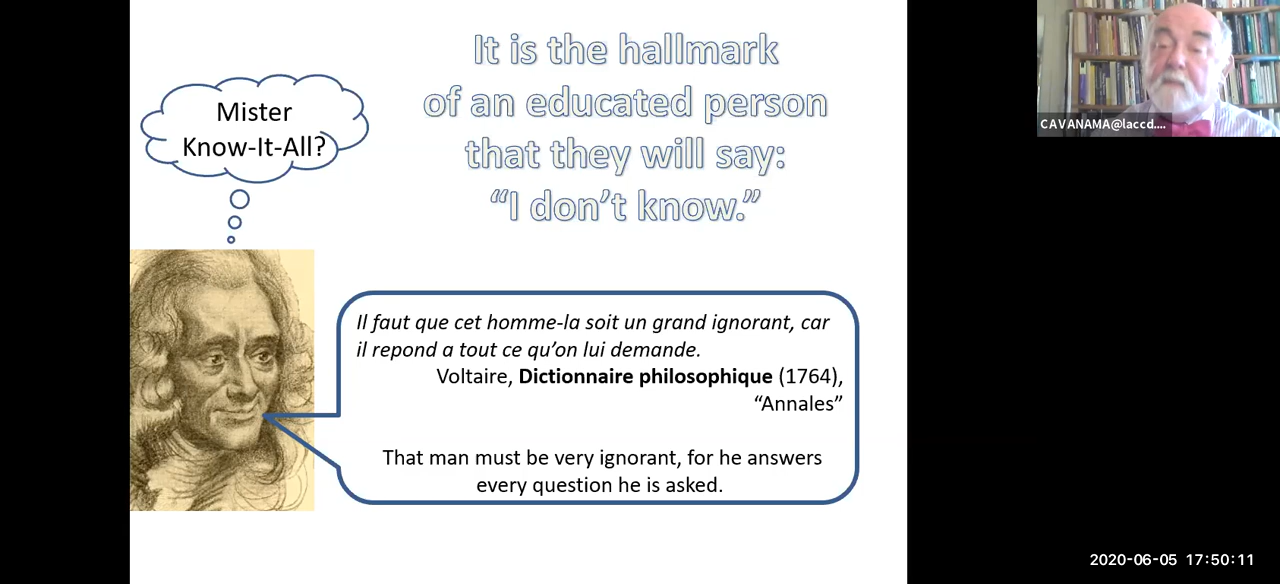 It is the hallmark
of an educated person
that they will say:
“I don’t know.”
Mister
Know-It-All?
Il faut que cet homme-la soit un grand ignorant, car
il repond a tout ce qu’on lui demande.
Voltaire, Dictionnaire philosophique (1764),
“Annales”
That man must be very ignorant, for he answers
every question he is asked.
CAVANAMA@laccd....
2020-06-05 17:50:11